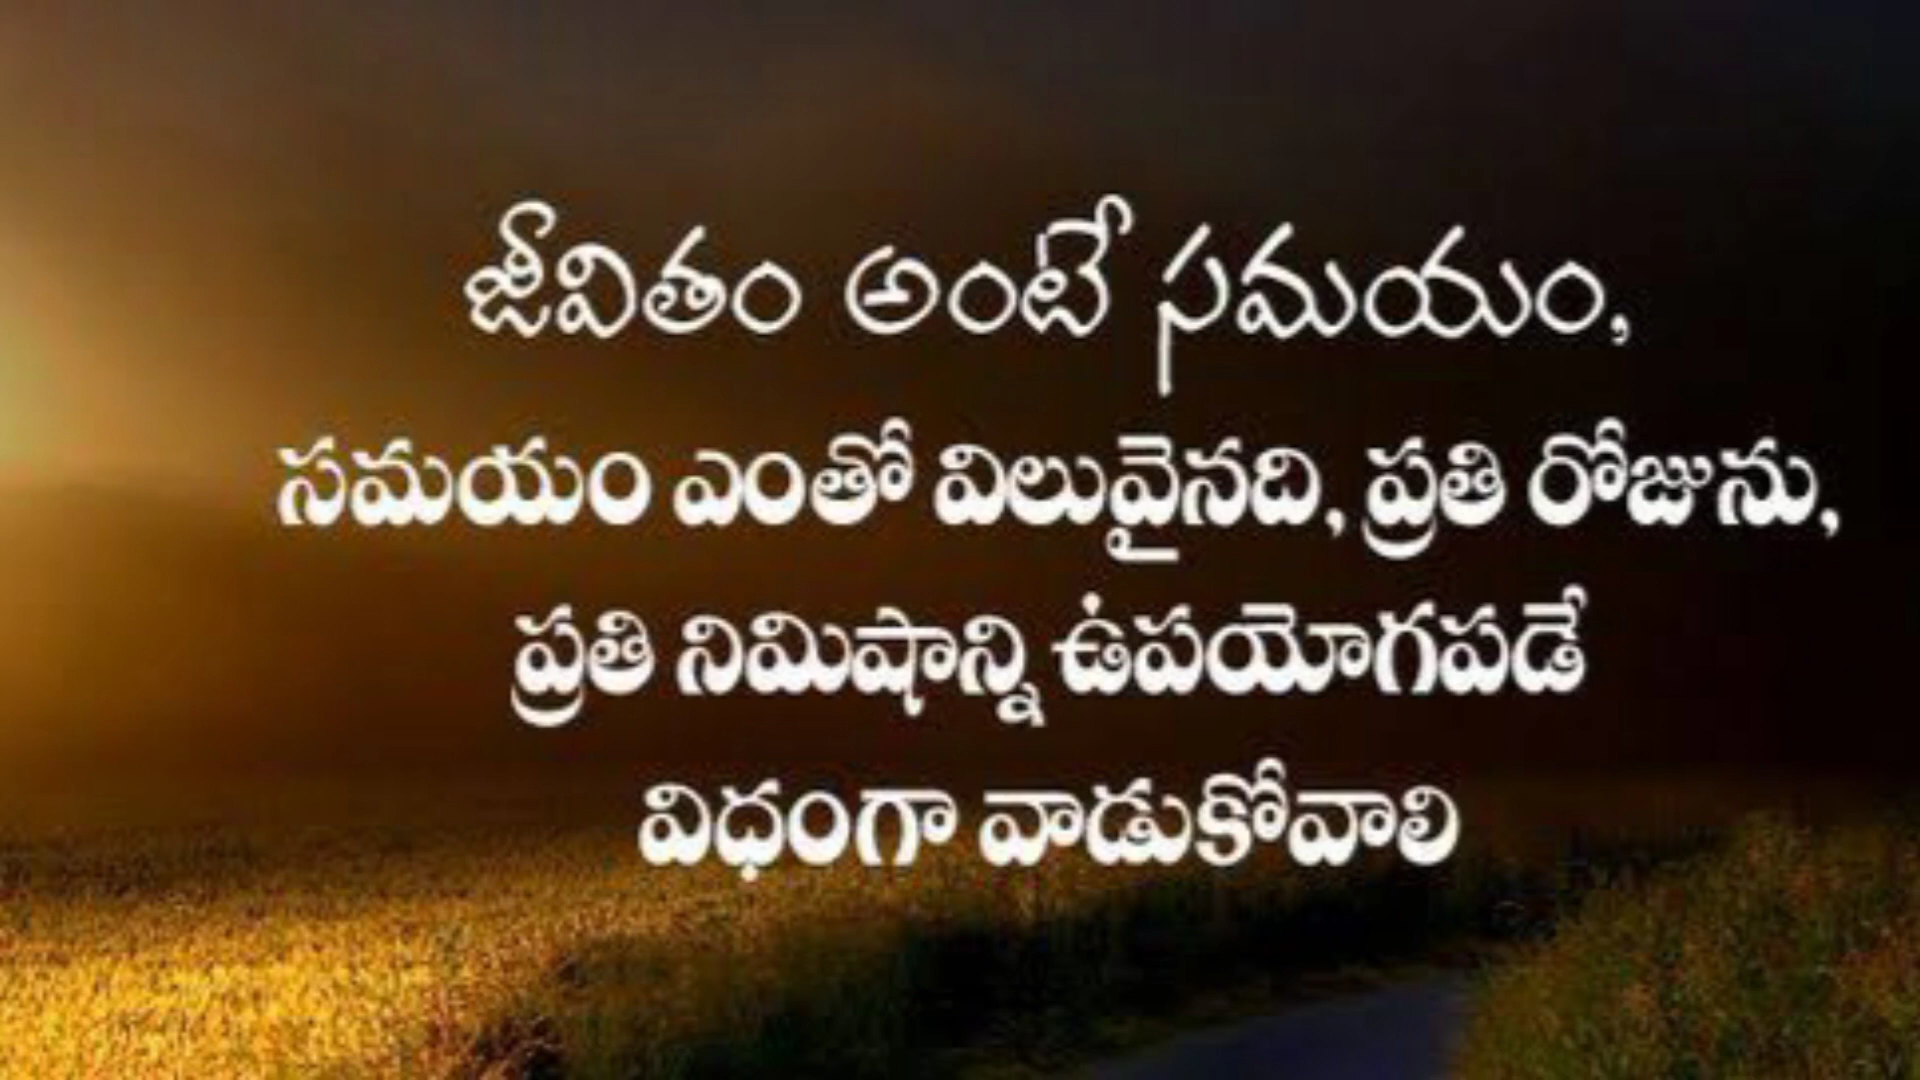 జీవితం అంటే సమయం,
సమయం ఎంతో విలువైనది, ప్రతి రోజును,
ప్రతి నిమిషాన్ని ఉపయోగపడే
విధంగా వాడుకోవాలి